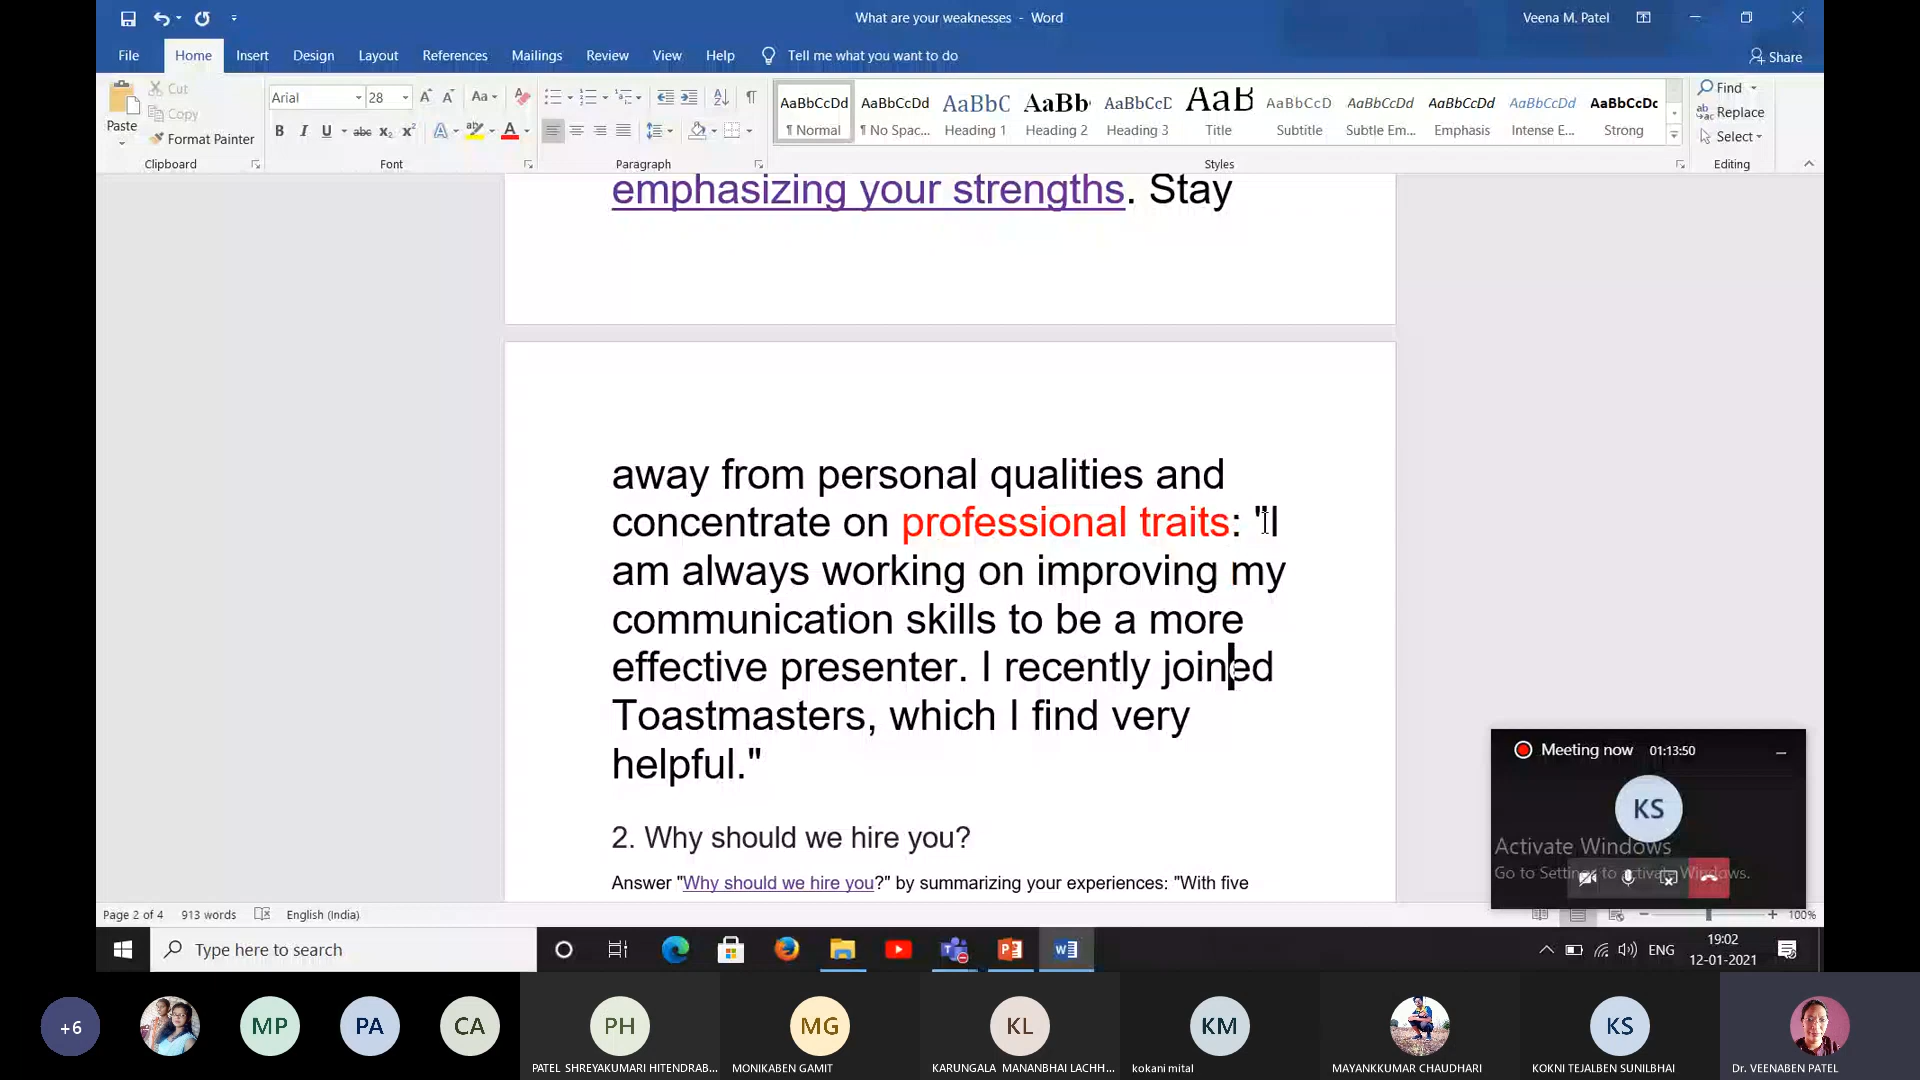 What are your weaknesses - Word
Veena M. Patel
File Home Insert Design Layout References Mailings Review View Help Tell me what you want to do
Share
Paste
Cut
Copy
Format Painter
Clipboard
Arial 28
Font
Paragraph
AaBbCcDd AaBbCcDd AaBbC AaBb( AaBbCcD AaB AaBbCcD AaBbCcDd AaBbCcDd AaBbCcDd AaBbCcDc
¶ Normal ¶ No Spac... Heading 1 Heading 2 Heading 3 Title Subtitle Subtle Em... Emphasis Intense E... Strong
Styles
Find
Replace
Select
Editing
emphasizing your strengths. Stay
away from personal qualities and
concentrate on professional traits: "I
am always working on improving my
communication skills to be a more
effective presenter. I recently joined
Toastmasters, which I find very
helpful."
2. Why should we hire you?
Answer "Why should we hire you?" by summarizing your experiences: "With five
Meeting now 01:13:50
KS
Activate Windows
Go to Settings to activate Windows.
Page 2 of 4 913 words English (India)
100%
Type here to search
ENG
19:02
12-01-2021
+6 MP PA CA PH MG KL KM KS
PATEL SHREYAKUMARI HITENDRAB... MONIKABEN GAMIT KARUNGALA MANANBHAI LACHH... kokani mital MAYANKKUMAR CHAUDHARI KOKNI TEJALBEN SUNILBHAI Dr. VEENABEN PATEL